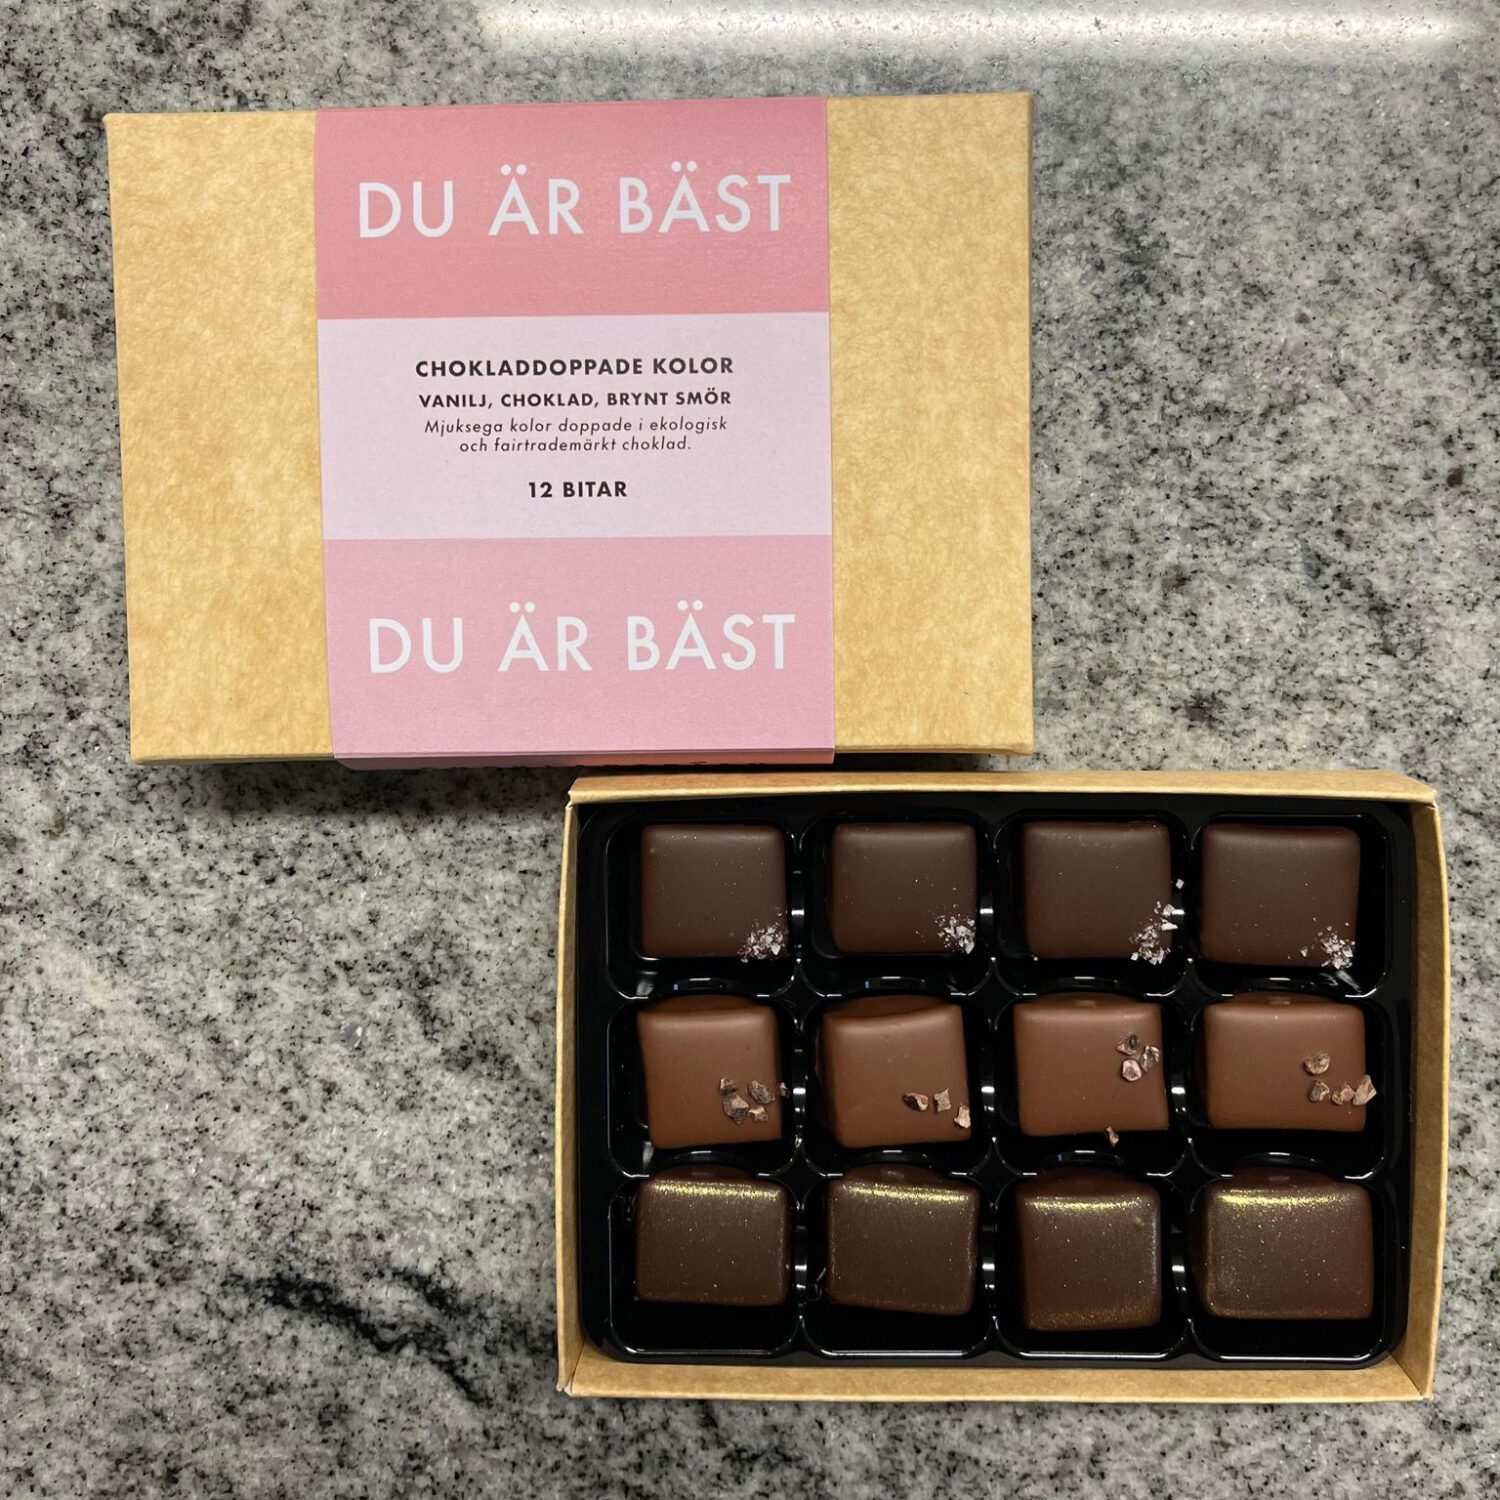 DU ÄR BÄST
CHOKLADDOPPADE KOLOR
VANILJ, CHOKLAD, BRYNT SMÖR
Mjuksega kolor doppade i ekologisk
och fairtrademärkt choklad.
12 BITAR
DU ÄR BÄST